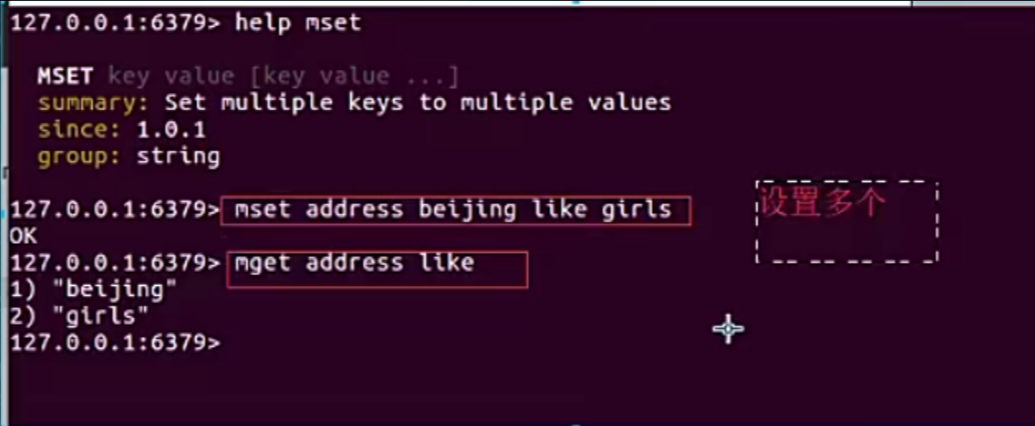 127.0.0.1:6379> help mset
MSET key value [key value ...]
summary: Set multiple keys to multiple values
since: 1.0.1
group: string
127.0.0.1:6379> mset address beijing like girls
设置多个
OK
127.0.0.1:6379> mget address like
1) "beijing"
2) "girls"
127.0.0.1:6379>